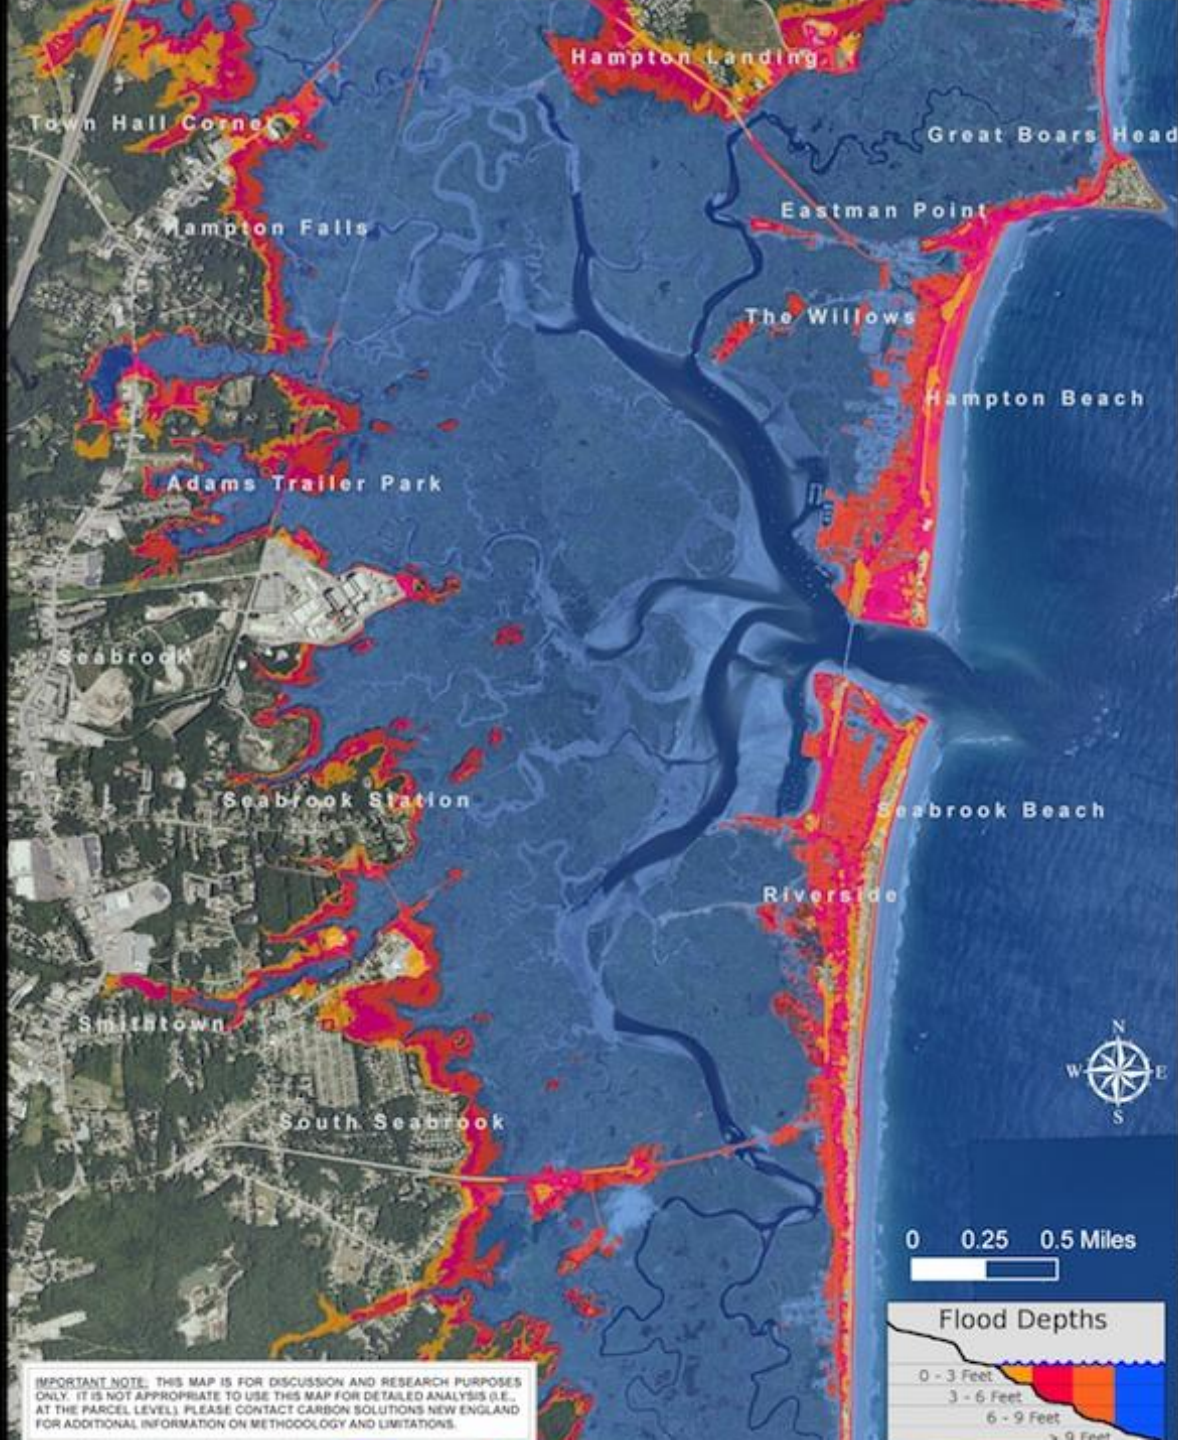 Hampton Landing
Town Hall Corner
Great Boars Head
Eastman Point
Hampton Falls
The Willows
Hampton Beach
Adams Trailer Park
Seabrook
Seabrook Station
Seabrook Beach
Riverside
Smithtown
N
W E
S
South Seabrook
0 0.25 0.5 Miles
Flood Depths
0 - 3 Feet
3 - 6 Feet
6 - 9 Feet
> 9 Feet
IMPORTANT NOTE: THIS MAP IS FOR DISCUSSION AND RESEARCH PURPOSES
ONLY. IT IS NOT APPROPRIATE TO USE THIS MAP FOR DETAILED ANALYSIS (I.E.,
AT THE PARCEL LEVEL). PLEASE CONTACT CARBON SOLUTIONS NEW ENGLAND
FOR ADDITIONAL INFORMATION ON METHODOLOGY AND LIMITATIONS.